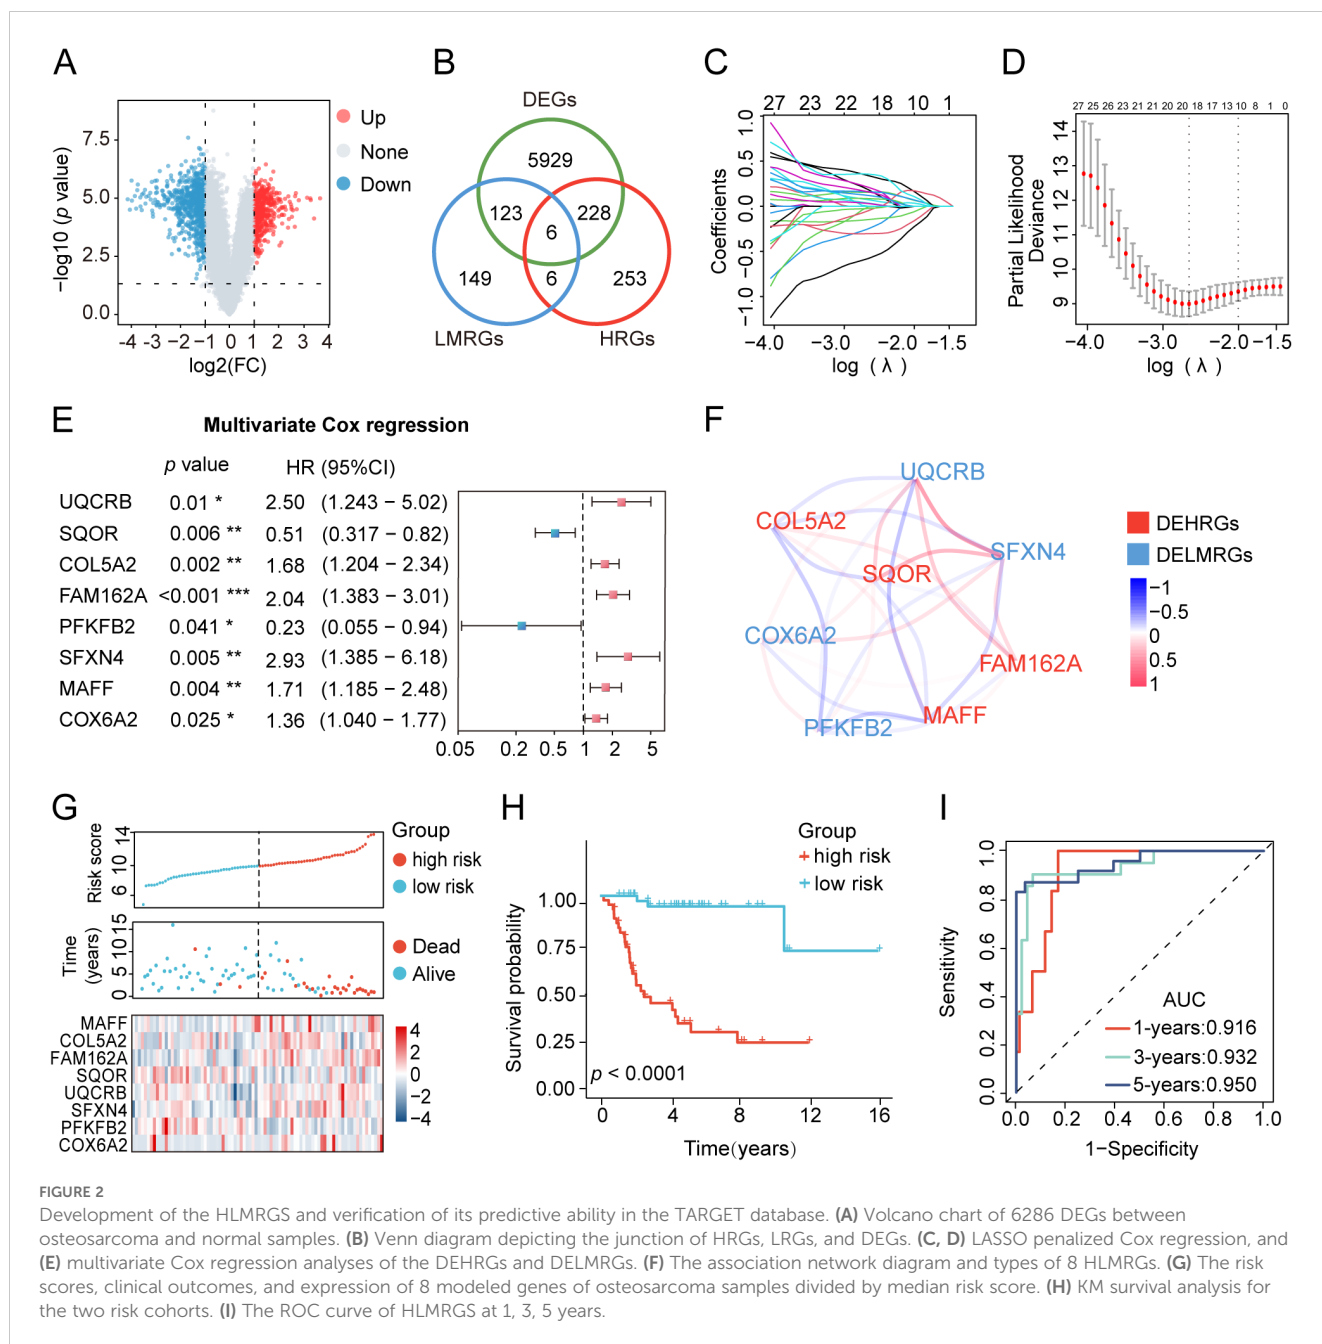 A
7.5
5.0
2.5
0.0
−log10 (p value)
-4 -3 -2 -1 0 1 2 3 4
log2(FC)
Up
None
Down
B
DEGs
5929
123
228
6
149
6
253
LMRGs
HRGs
C
27 23 22 18 10 1
1.0
0.5
0.0
−0.5
−1.0
Coefficients
−4.0 −3.0 −2.0 −1.5
log (λ)
D
27 25 26 23 21 21 20 20 18 17 13 10 8 1 0
14
13
12
11
10
9
Partial Likelihood
Deviance
−4.0 −3.0 −2.0 −1.5
log (λ)
E
Multivariate Cox regression
p value HR (95%CI)
UQCRB 0.01 * 2.50 (1.243 − 5.02)
SQOR 0.006 ** 0.51 (0.317 − 0.82)
COL5A2 0.002 ** 1.68 (1.204 − 2.34)
FAM162A <0.001 *** 2.04 (1.383 − 3.01)
PFKFB2 0.041 * 0.23 (0.055 − 0.94)
SFXN4 0.005 ** 2.93 (1.385 − 6.18)
MAFF 0.004 ** 1.71 (1.185 − 2.48)
COX6A2 0.025 * 1.36 (1.040 − 1.77)
0.05 0.2 0.5 1 2 5
F
UQCRB
COL5A2
SFXN4
SQOR
COX6A2
FAM162A
MAFF
PFKFB2
DEHRGs
DELMRGs
−1
−0.5
0
0.5
1
G
Risk score
14
10
6
Group
high risk
low risk
Time
(years)
15
10
5
0
Dead
Alive
MAFF
COL5A2
FAM162A
SQOR
UQCRB
SFXN4
PFKFB2
COX6A2
4
2
0
−2
−4
H
Group
high risk
low risk
Survival probability
1.00
0.75
0.50
0.25
0.00
p < 0.0001
0 4 8 12 16
Time(years)
I
Sensitivity
1.0
0.8
0.6
0.4
0.2
0.0
AUC
1-years:0.916
3-years:0.932
5-years:0.950
0.0 0.2 0.4 0.6 0.8 1.0
1−Specificity
FIGURE 2
Development of the HLMRGS and verification of its predictive ability in the TARGET database. (A) Volcano chart of 6286 DEGs between
osteosarcoma and normal samples. (B) Venn diagram depicting the junction of HRGs, LRGs, and DEGs. (C, D) LASSO penalized Cox regression, and
(E) multivariate Cox regression analyses of the DEHRGs and DELMRGs. (F) The association network diagram and types of 8 HLMRGs. (G) The risk
scores, clinical outcomes, and expression of 8 modeled genes of osteosarcoma samples divided by median risk score. (H) KM survival analysis for
the two risk cohorts. (I) The ROC curve of HLMRGS at 1, 3, 5 years.